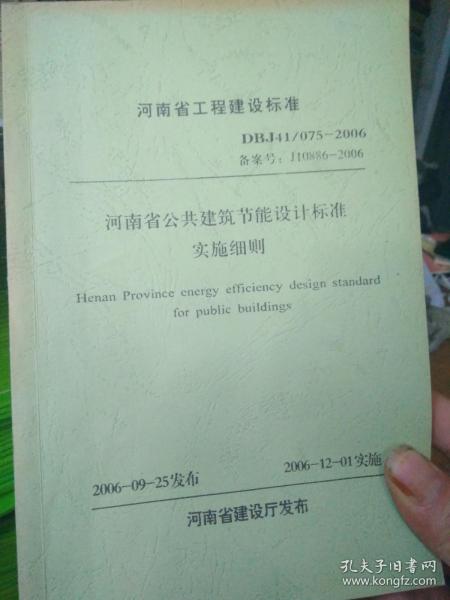 河南省工程建设标准
DBJ41/075-2006
备案号：J10886-2006
河南省公共建筑节能设计标准
实施细则
Henan Province energy efficiency design standard
for public buildings
2006-09-25发布 2006-12-01实施
河南省建设厅发布
孔夫子旧书网
www.kongfz.com